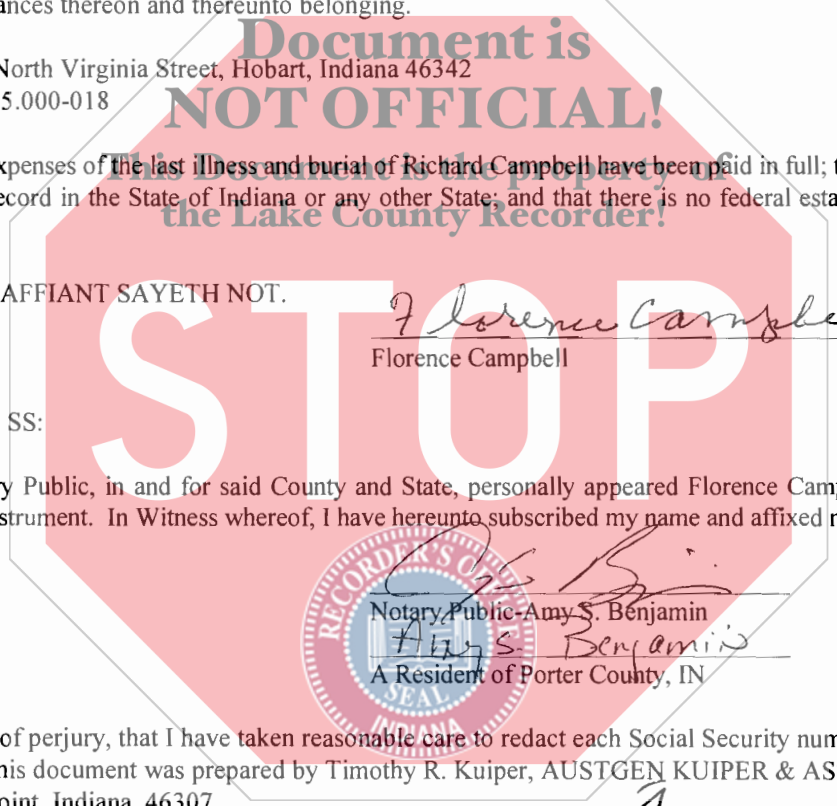 ances thereon and thereunto belonging.
Document is
North Virginia Street, Hobart, Indiana 46342
5.000-018
NOT OFFICIAL!
xpenses of the last illness and burial of Richard Campbell have been paid in full; t
This Document is the property of
ecord in the State of Indiana or any other State; and that there is no federal esta
the Lake County Recorder!
AFFIANT SAYETH NOT.
Florence Campbe
Florence Campbell
STOP
SS:
y Public, in and for said County and State, personally appeared Florence Camp
strument. In Witness whereof, I have hereunto subscribed my name and affixed m
RECORDER'S OFFICE
Notary Public-Amy S. Benjamin
Amy S. Benjamin
A Resident of Porter County, IN
SEAL
INDIANA
of perjury, that I have taken reasonable care to redact each Social Security num
his document was prepared by Timothy R. Kuiper, AUSTGEN KUIPER & AS
oint, Indiana 46307